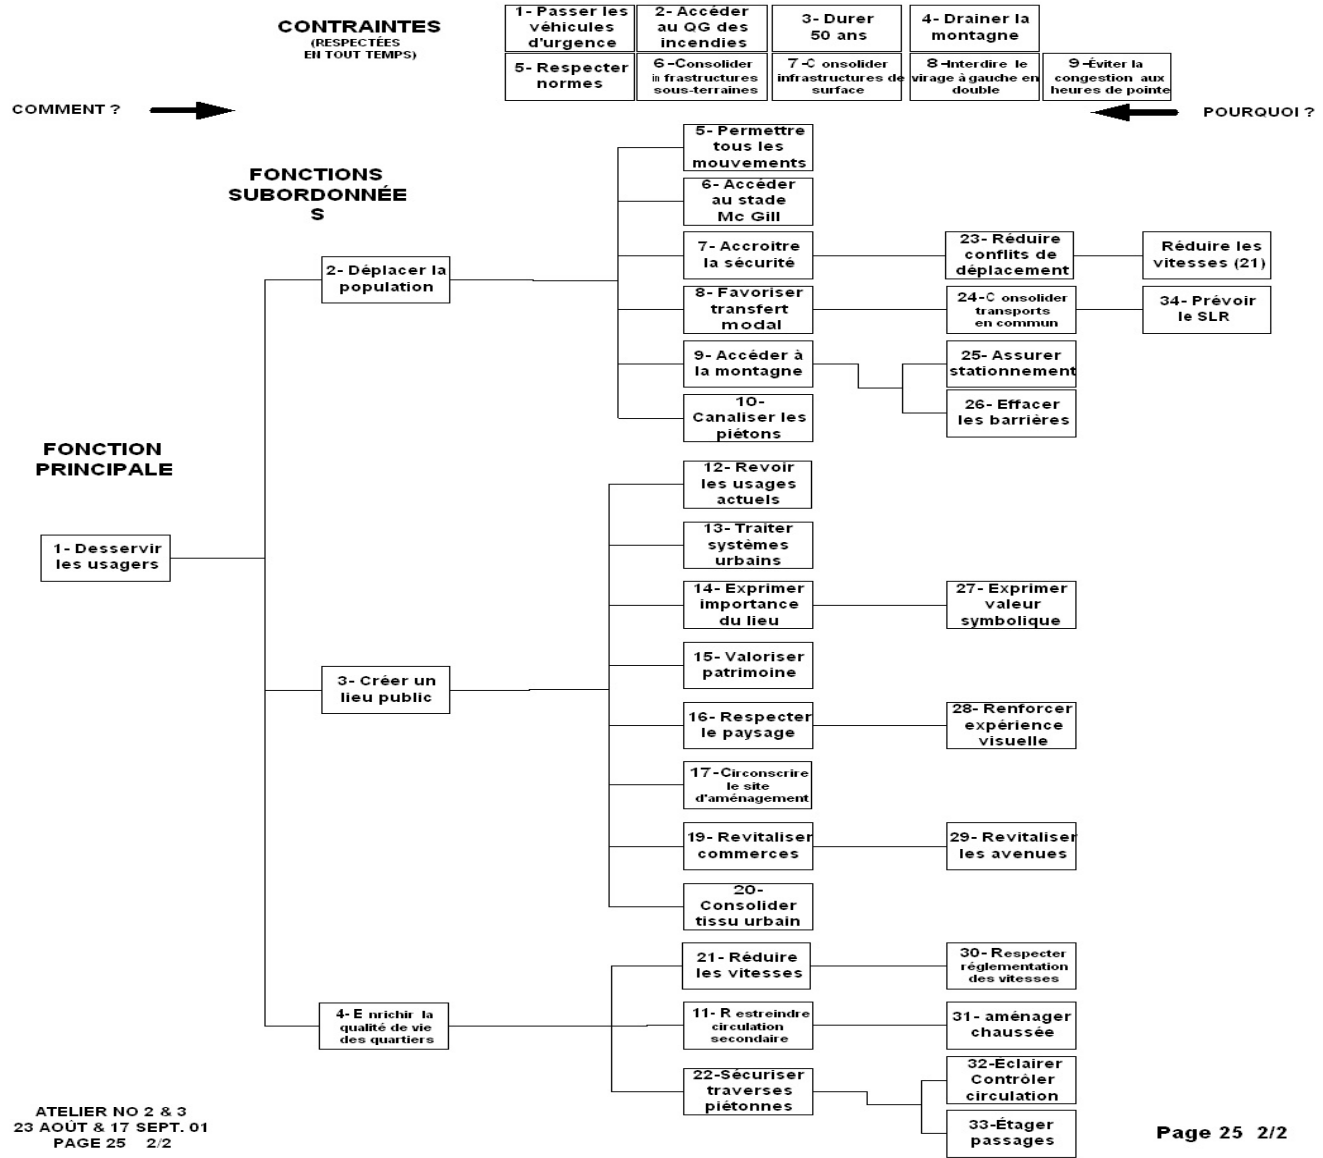 CONTRAINTES
(RESPECTÉES
EN TOUT TEMPS)
1- Passer les
véhicules
d'urgence
2- Accéder
au QG des
incendies
3- Durer
50 ans
4- Drainer la
montagne
5- Respecter
normes
6-Consolider
in frastructures
sous-terraines
7-C onsolider
infrastructures de
surface
8-Interdire le
virage à gauche en
double
9-Éviter la
congestion aux
heures de pointe
COMMENT ?
POURQUOI ?
FONCTIONS
SUBORDONNÉE
S
5- Permettre
tous les
mouvements
6- Accéder
au stade
Mc Gill
2- Déplacer la
population
7- Accroitre
la sécurité
23- Réduire
conflits de
déplacement
Réduire les
vitesses (21)
8- Favoriser
transfert
modal
24-C onsolider
transports
en commun
34- Prévoir
le SLR
9- Accéder à
la montagne
25- Assurer
stationnement
26- Effacer
les barrières
10-
Canaliser les
piétons
FONCTION
PRINCIPALE
1- Desservir
les usagers
12- Revoir
les usages
actuels
13- Traiter
systèmes
urbains
14- Exprimer
importance
du lieu
27- Exprimer
valeur
symbolique
3- Créer un
lieu public
15- Valoriser
patrimoine
16- Respecter
le paysage
28- Renforcer
expérience
visuelle
17-Circonscrire
le site
d'aménagement
19- Revitaliser
commerces
29- Revitaliser
les avenues
20-
Consolider
tissu urbain
21- Réduire
les vitesses
30- Respecter
réglementation
des vitesses
4- E nrichir la
qualité de vie
des quartiers
11- R estreindre
circulation
secondaire
31- aménager
chaussée
22-Sécuriser
traverses
piétonnes
32-Éclairer
Contrôler
circulation
33-Étager
passages
ATELIER NO 2 & 3
23 AOÛT & 17 SEPT. 01
PAGE 25 2/2
Page 25 2/2